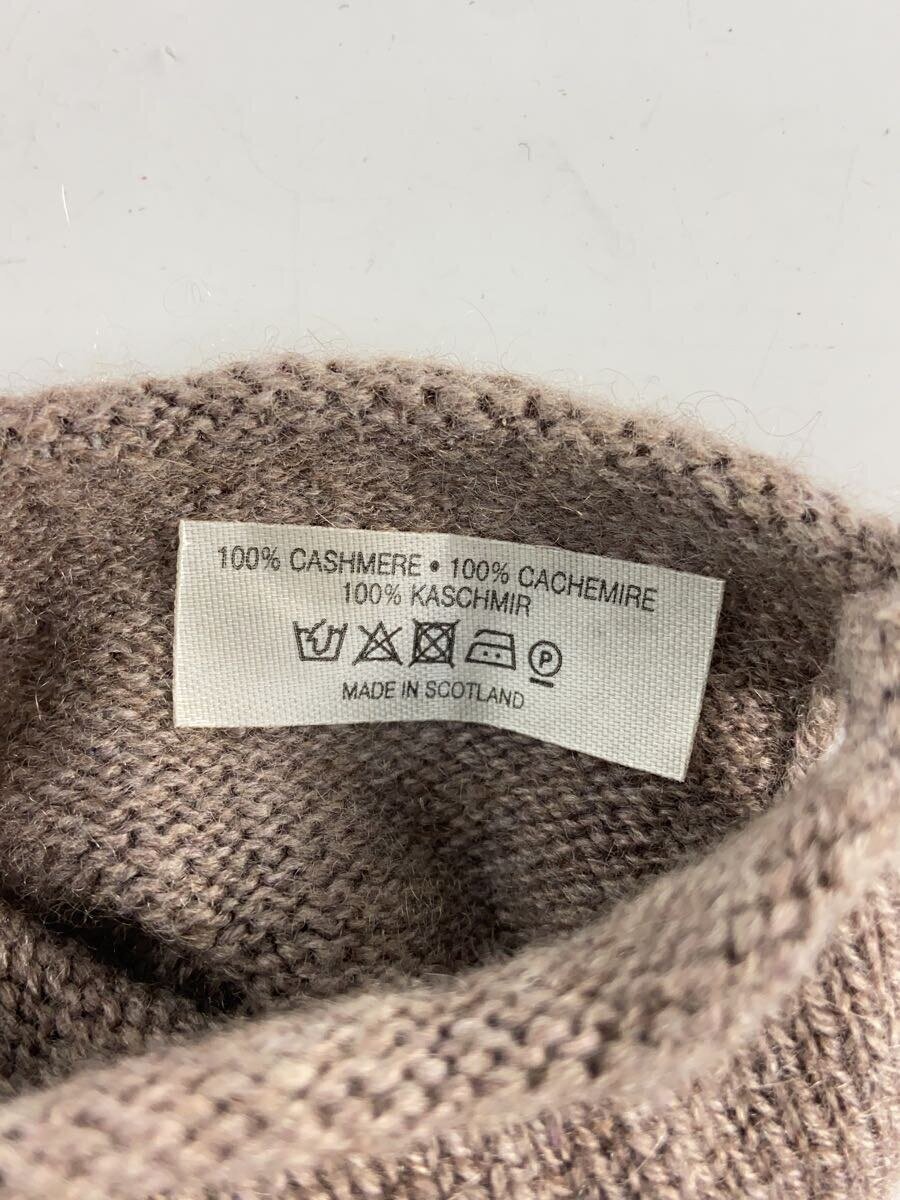 100% CASHMERE • 100% CACHEMIRE
100% KASCHMIR
P
MADE IN SCOTLAND